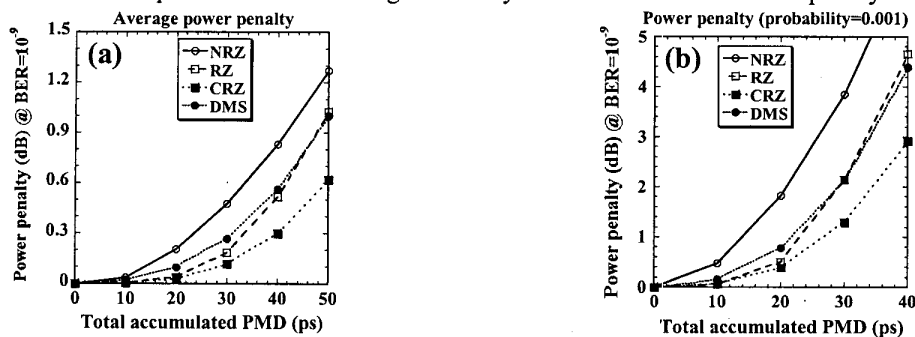 Average power penalty
(a)
NRZ
RZ
CRZ
DMS
Power penalty (dB) @ BER=10⁻⁹
1.5
1.2
0.9
0.6
0.3
0
0 10 20 30 40 50
Total accumulated PMD (ps)
Power penalty (probability=0.001)
(b)
NRZ
RZ
CRZ
DMS
Power penalty (dB) @ BER=10⁻⁹
5
4
3
2
1
0
0 10 20 30 40
Total accumulated PMD (ps)